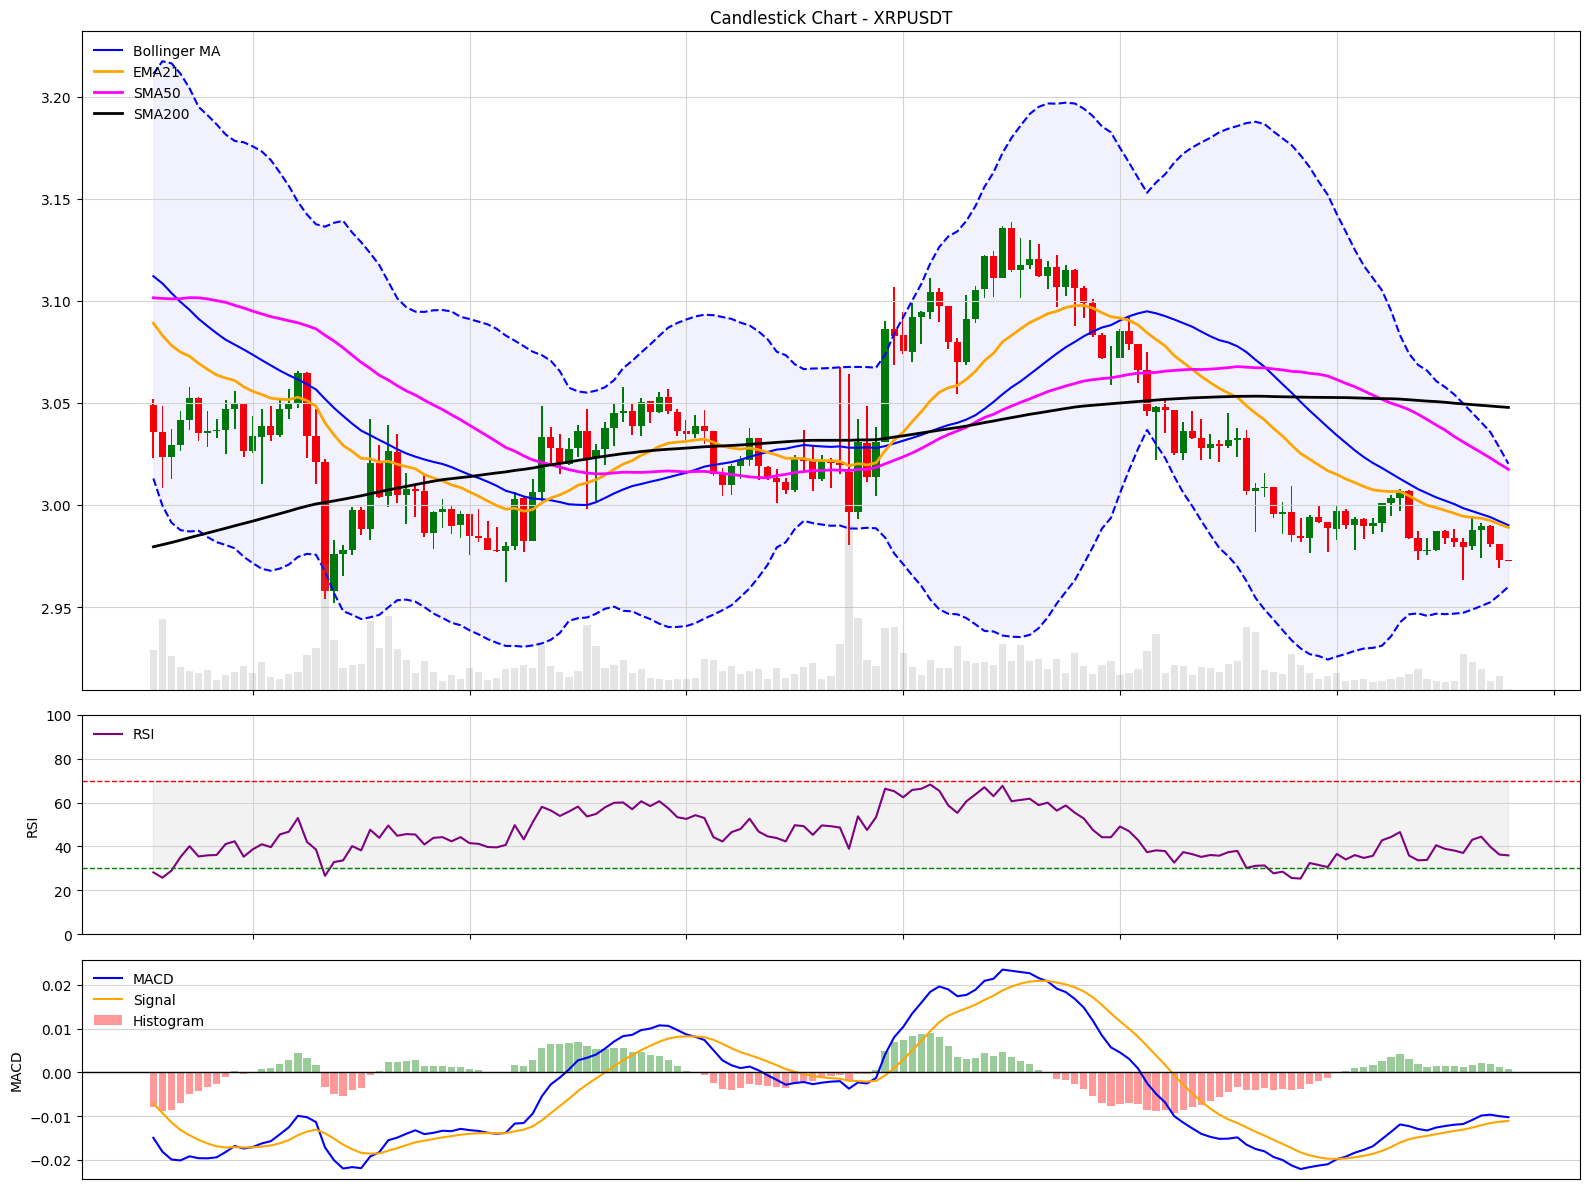 Candlestick Chart - XRPUSDT
Bollinger MA
EMA21
SMA50
SMA200
3.20
3.15
3.10
3.05
3.00
2.95
RSI
100
80
60
40
20
0
RSI
MACD
Signal
Histogram
0.02
0.01
0.00
−0.01
−0.02
MACD